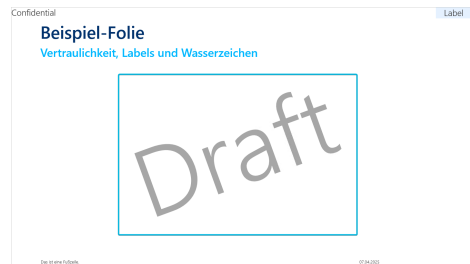 Confidential
Label
Beispiel-Folie
Vertraulichkeit, Labels und Wasserzeichen
Draft
Das ist eine Fußzeile.
07.04.2022